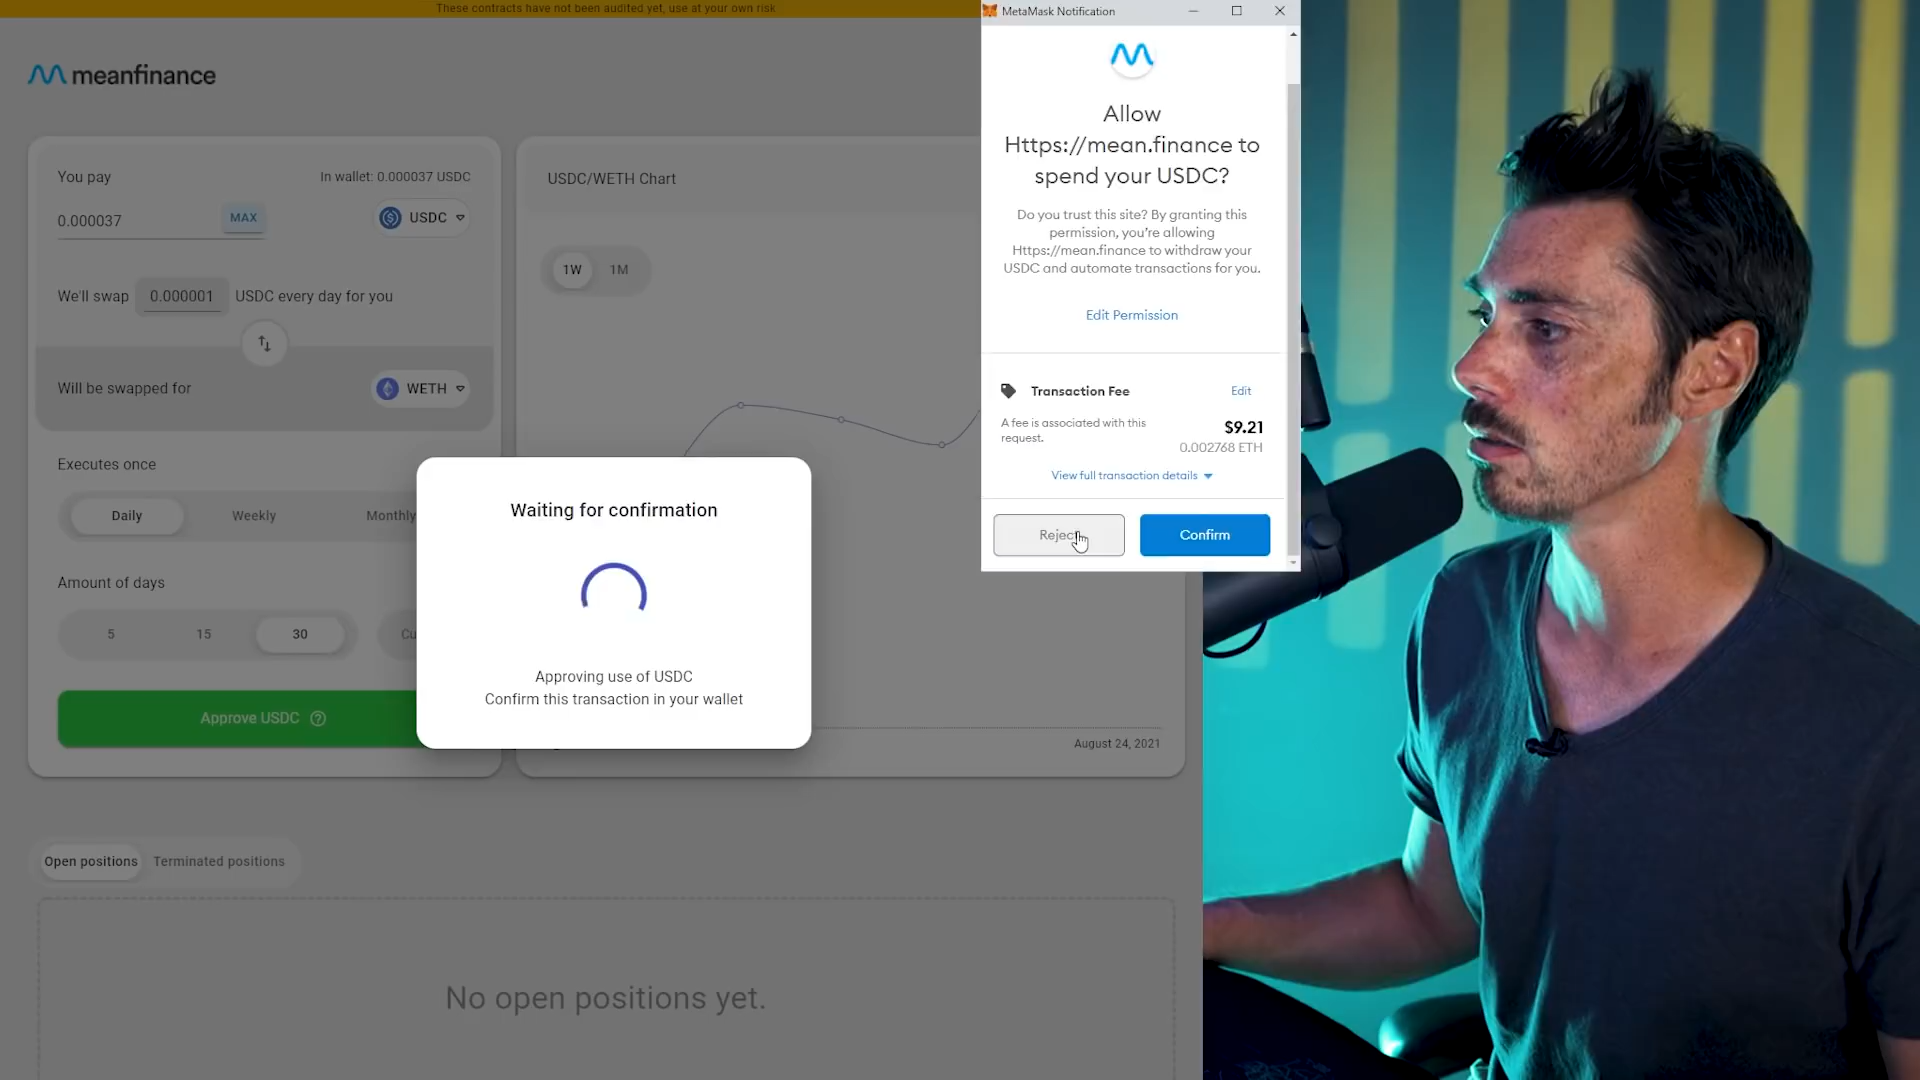 These contracts have not been audited yet, use at your own risk
MetaMask Notification
meanfinance
You pay
In wallet: 0.000037 USDC
0.000037
MAX
USDC
We'll swap 0.000001 USDC every day for you
Will be swapped for
WETH
Executes once
Daily
Weekly
Monthly
Amount of days
5
15
30
Cu
Approve USDC
USDC/WETH Chart
1W
1M
August 24, 2021
Waiting for confirmation
Approving use of USDC
Confirm this transaction in your wallet
Allow
Https://mean.finance to
spend your USDC?
Do you trust this site? By granting this
permission, you're allowing
Https://mean.finance to withdraw your
USDC and automate transactions for you.
Edit Permission
Transaction Fee
Edit
A fee is associated with this
request.
$9.21
0.002768 ETH
View full transaction details
Reject
Confirm
Open positions
Terminated positions
No open positions yet.